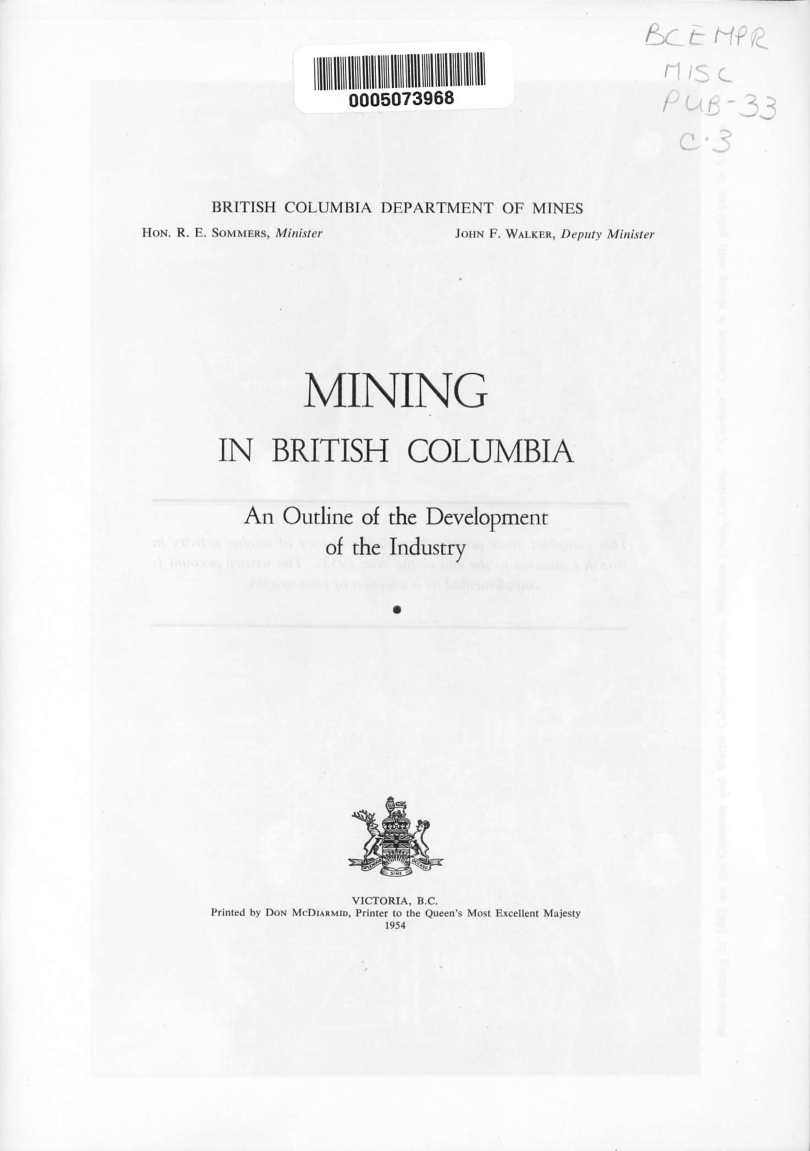 BCEMPR
MISC
PUB-33
C.3
0005073968
BRITISH COLUMBIA DEPARTMENT OF MINES
HON. R. E. SOMMERS, Minister JOHN F. WALKER, Deputy Minister
MINING
IN BRITISH COLUMBIA
An Outline of the Development
of the Industry
VICTORIA, B.C.
Printed by DON MCDIARMID, Printer to the Queen's Most Excellent Majesty
1954